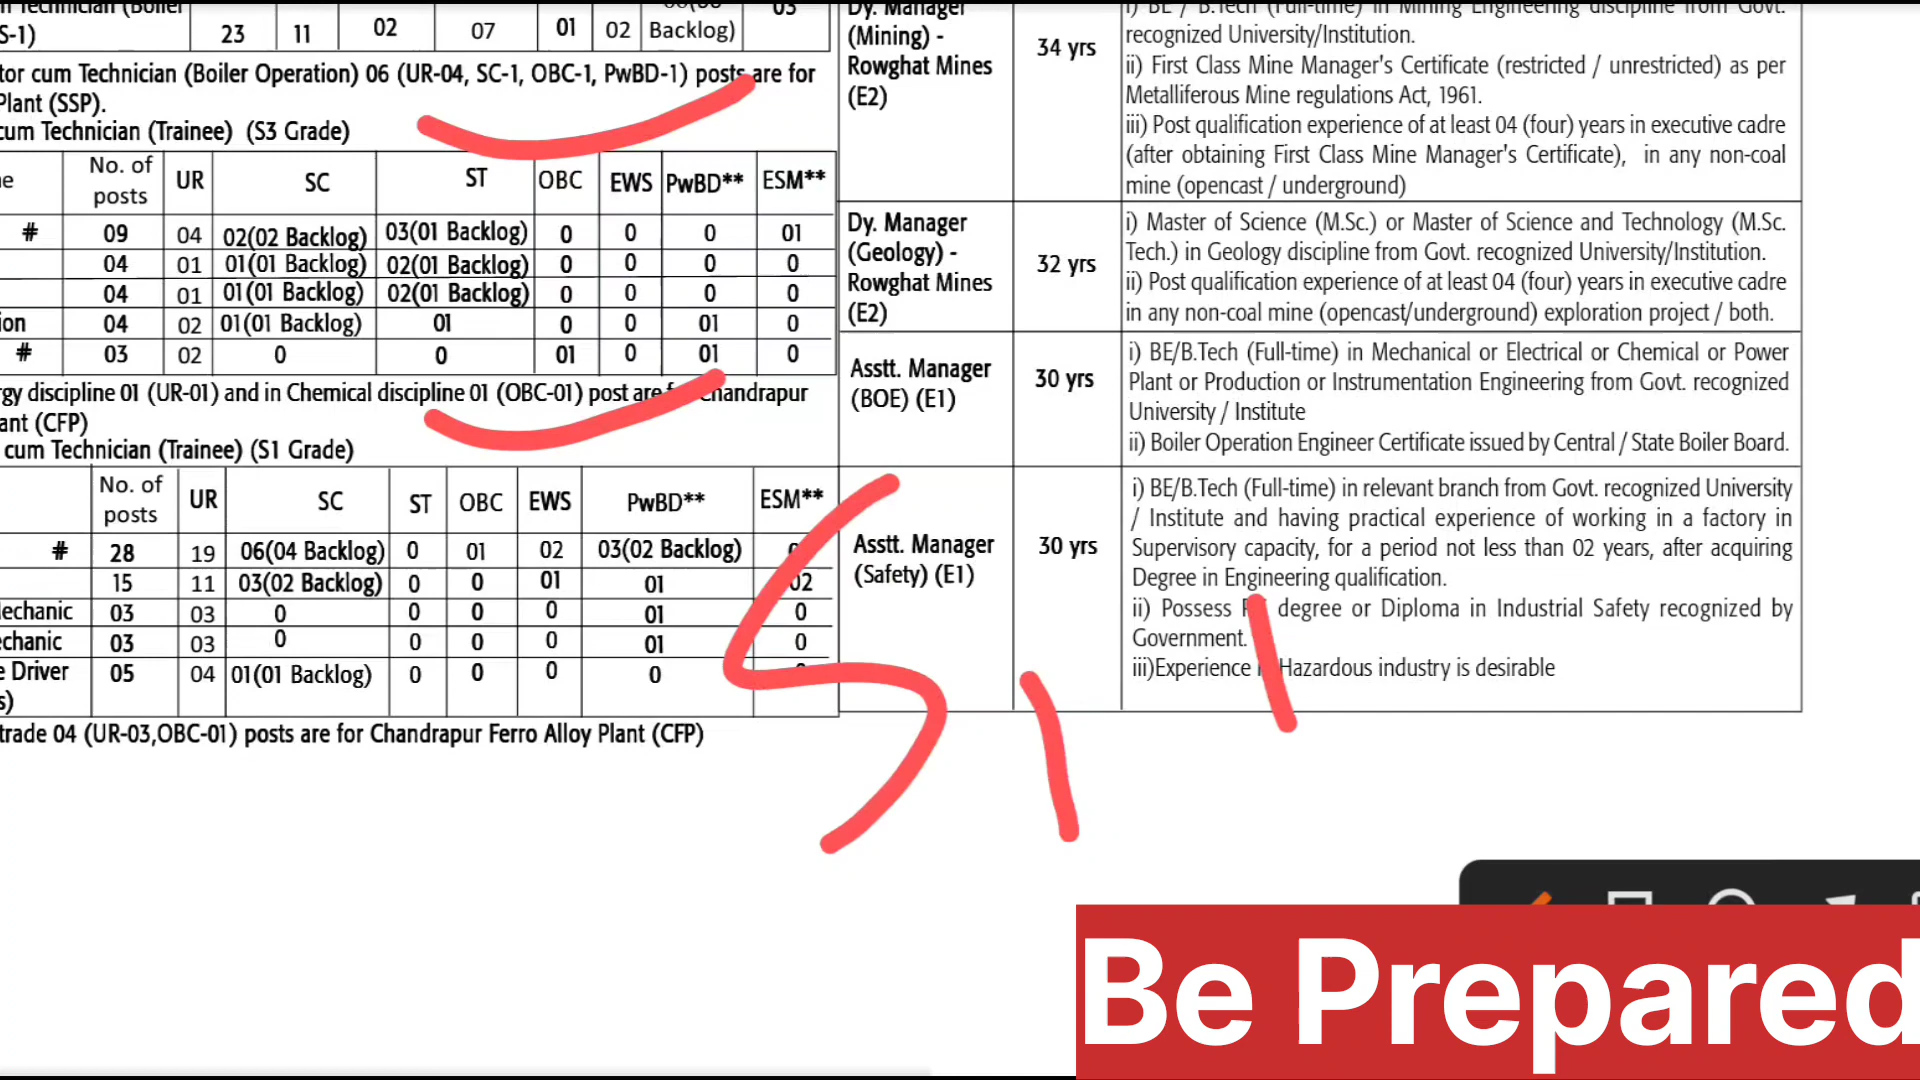 S-1)
23 11 02 07 01 02 Backlog) 03
tor cum Technician (Boiler Operation) 06 (UR-04, SC-1, OBC-1, PwBD-1) posts are for
Plant (SSP).
cum Technician (Trainee) (S3 Grade)
No. of posts UR SC ST OBC EWS PwBD** ESM**
# 09 04 02(02 Backlog) 03(01 Backlog) 0 0 0 01
04 01 01(01 Backlog) 02(01 Backlog) 0 0 0 0
04 01 01(01 Backlog) 02(01 Backlog) 0 0 0 0
ion 04 02 01(01 Backlog) 01 0 0 01 0
# 03 02 0 0 01 0 01 0
rgy discipline 01 (UR-01) and in Chemical discipline 01 (OBC-01) post are Chandrapur
ant (CFP)
cum Technician (Trainee) (S1 Grade)
No. of posts UR SC ST OBC EWS PwBD** ESM**
# 28 19 06(04 Backlog) 0 01 02 03(02 Backlog)
15 11 03(02 Backlog) 0 0 01 01 02
echanic 03 03 0 0 0 0 01 0
echanic 03 03 0 0 0 0 01 0
e Driver 05 04 01(01 Backlog) 0 0 0 0
s)
trade 04 (UR-03,OBC-01) posts are for Chandrapur Ferro Alloy Plant (CFP)
Dy. Manager
(Mining) -
Rowghat Mines
(E2)
34 yrs
i) BE / B.Tech (Full-time) in Mining Engineering discipline from Govt.
recognized University/Institution.
ii) First Class Mine Manager's Certificate (restricted / unrestricted) as per
Metalliferous Mine regulations Act, 1961.
iii) Post qualification experience of at least 04 (four) years in executive cadre
(after obtaining First Class Mine Manager's Certificate), in any non-coal
mine (opencast / underground)
Dy. Manager
(Geology) -
Rowghat Mines
(E2)
32 yrs
i) Master of Science (M.Sc.) or Master of Science and Technology (M.Sc.
Tech.) in Geology discipline from Govt. recognized University/Institution.
ii) Post qualification experience of at least 04 (four) years in executive cadre
in any non-coal mine (opencast/underground) exploration project / both.
Asstt. Manager
(BOE) (E1)
30 yrs
i) BE/B.Tech (Full-time) in Mechanical or Electrical or Chemical or Power
Plant or Production or Instrumentation Engineering from Govt. recognized
University / Institute
ii) Boiler Operation Engineer Certificate issued by Central / State Boiler Board.
Asstt. Manager
(Safety) (E1)
30 yrs
i) BE/B.Tech (Full-time) in relevant branch from Govt. recognized University
/ Institute and having practical experience of working in a factory in
Supervisory capacity, for a period not less than 02 years, after acquiring
Degree in Engineering qualification.
ii) Possess degree or Diploma in Industrial Safety recognized by
Government.
iii)Experience Hazardous industry is desirable
S1
Be Prepared